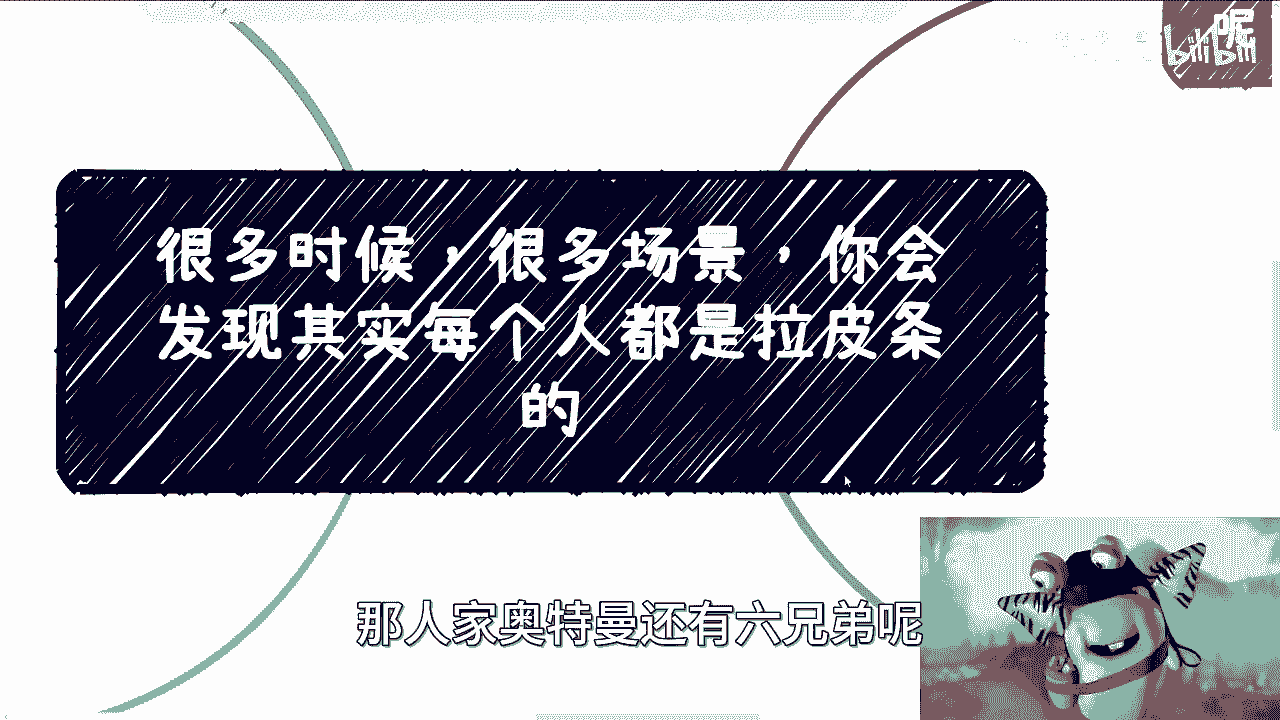 呢
bilibili
很多时候，很多场景，你会
发现其实每个人都是拉皮条
的
那人家奥特曼还有六兄弟呢